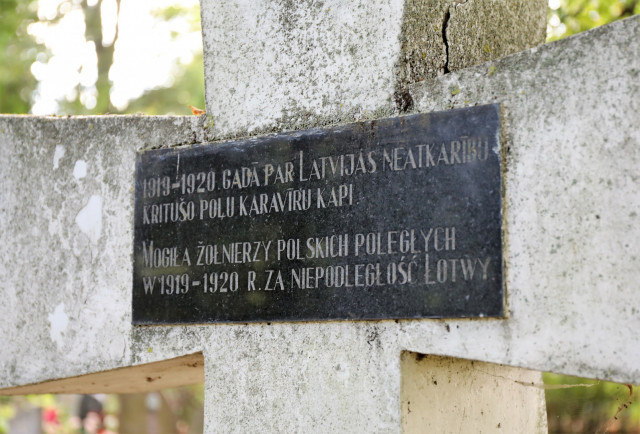 1919-1920. GADĀ PAR LATVIJAS NEATKARĪBU
KRITUŠO POĻU KARAVĪRU KAPI
MOGIŁA ŻOŁNIERZY POLSKICH POLEGŁYCH
W 1919-1920 R. ZA NIEPODLEGŁOŚĆ ŁOTWY